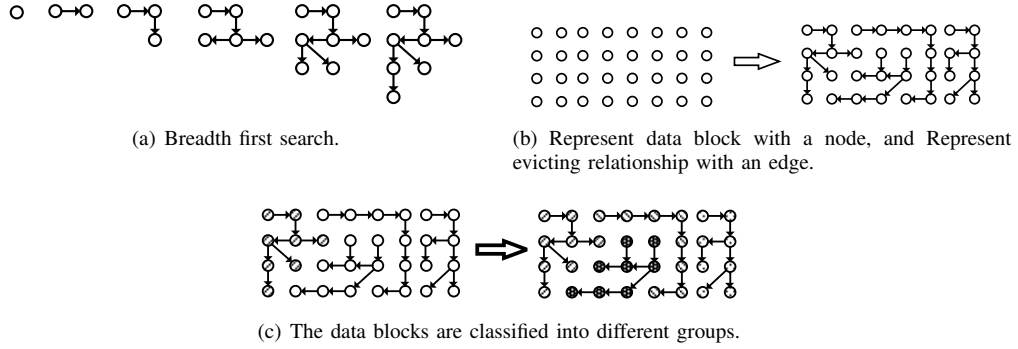 (a) Breadth first search.
(b) Represent data block with a node, and Represent
evicting relationship with an edge.
(c) The data blocks are classified into different groups.